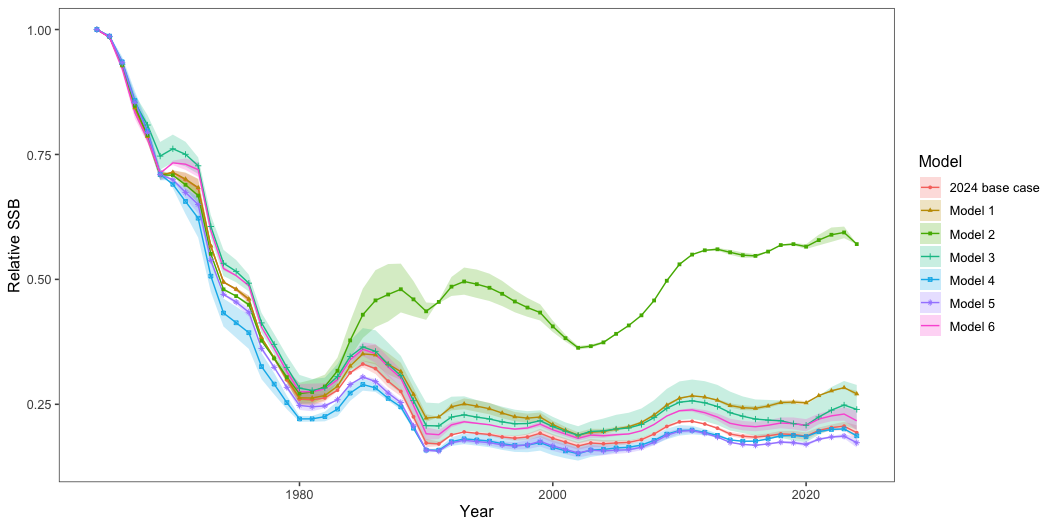 1.00
0.75
0.50
0.25
Relative SSB
1980
2000
2020
Year
Model
2024 base case
Model 1
Model 2
Model 3
Model 4
Model 5
Model 6